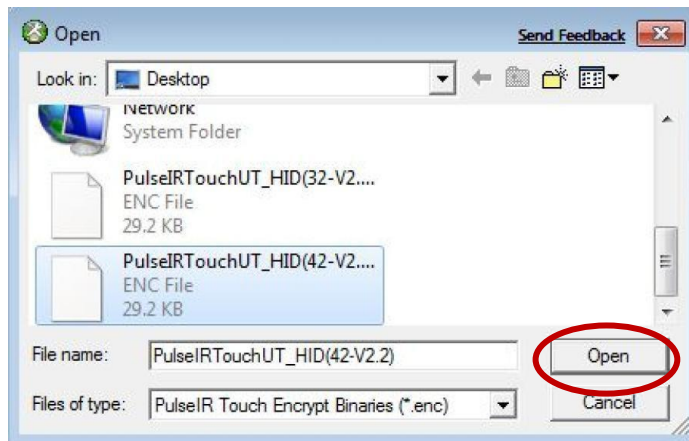 Open
Send Feedback
Look in:
Desktop
Network
System Folder
PulseIRTouchUT_HID(32-V2....
ENC File
29.2 KB
PulseIRTouchUT_HID(42-V2....
ENC File
29.2 KB
File name:
PulseIRTouchUT_HID(42-V2.2)
Open
Files of type:
PulseIR Touch Encrypt Binaries (*.enc)
Cancel